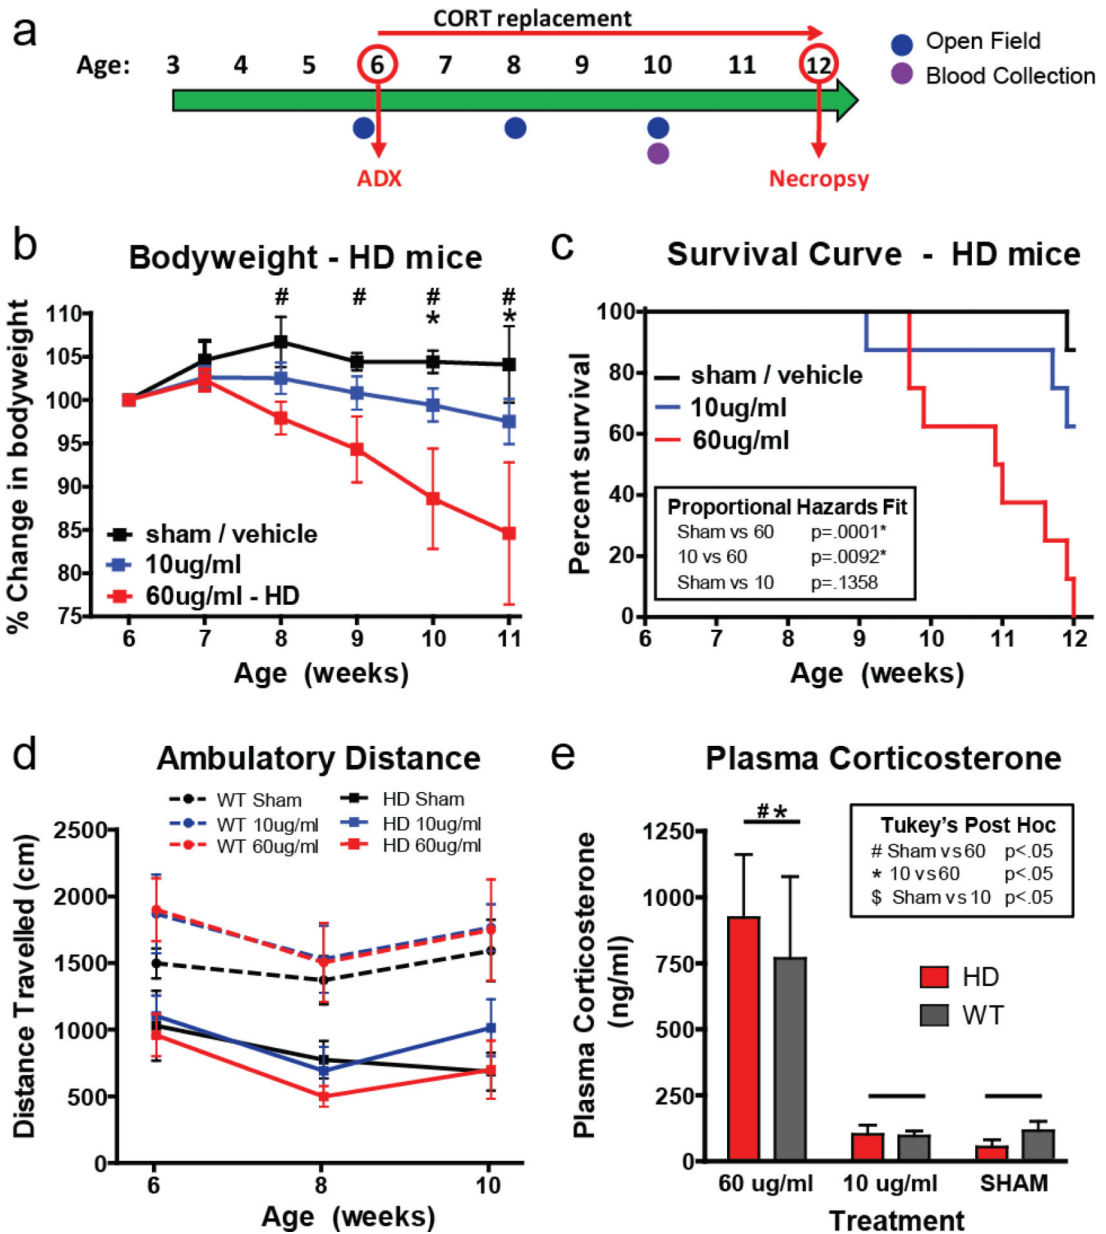 a
CORT replacement
Age: 3 4 5 6 7 8 9 10 11 12
Open Field
Blood Collection
ADX
Necropsy
b
Bodyweight - HD mice
# # # #
* *
% Change in bodyweight
110
105
100
95
90
85
80
75
sham / vehicle
10ug/ml
60ug/ml - HD
6 7 8 9 10 11
Age (weeks)
c
Survival Curve - HD mice
Percent survival
100
80
60
40
20
0
sham / vehicle
10ug/ml
60ug/ml
Proportional Hazards Fit
Sham vs 60 p=.0001*
10 vs 60 p=.0092*
Sham vs 10 p=.1358
6 7 8 9 10 11 12
Age (weeks)
d
Ambulatory Distance
WT Sham HD Sham
WT 10ug/ml HD 10ug/ml
WT 60ug/ml HD 60ug/ml
Distance Travelled (cm)
2500
2000
1500
1000
500
0
6 8 10
Age (weeks)
e
Plasma Corticosterone
Plasma Corticosterone
(ng/ml)
1250
1000
750
500
250
0
#*
Tukey's Post Hoc
# Sham vs 60 p<.05
* 10 vs 60 p<.05
$ Sham vs 10 p<.05
HD
WT
60 ug/ml 10 ug/ml SHAM
Treatment